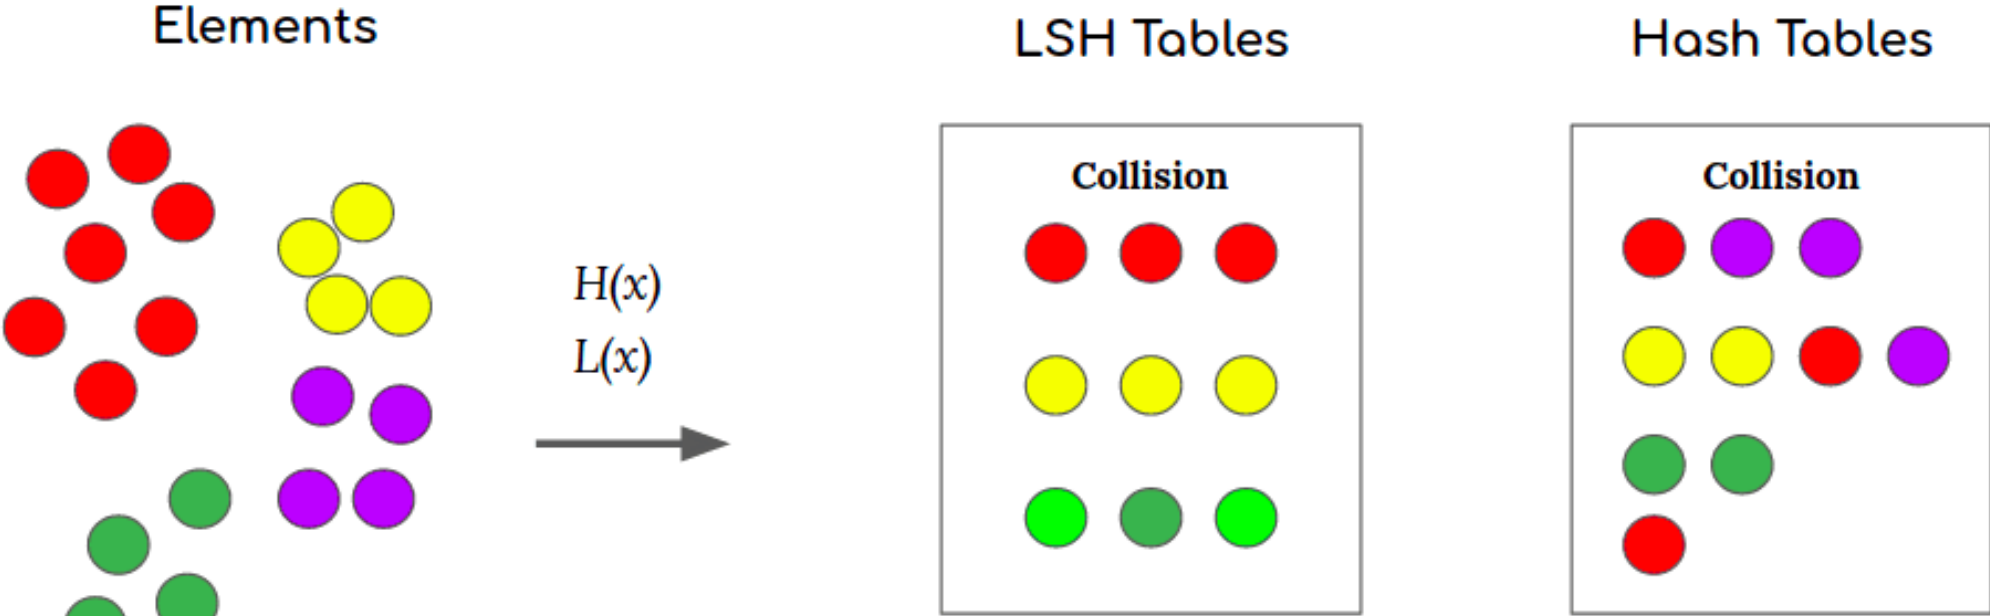 Elements
LSH Tables
Hash Tables
Collision
Collision
H(x)
L(x)